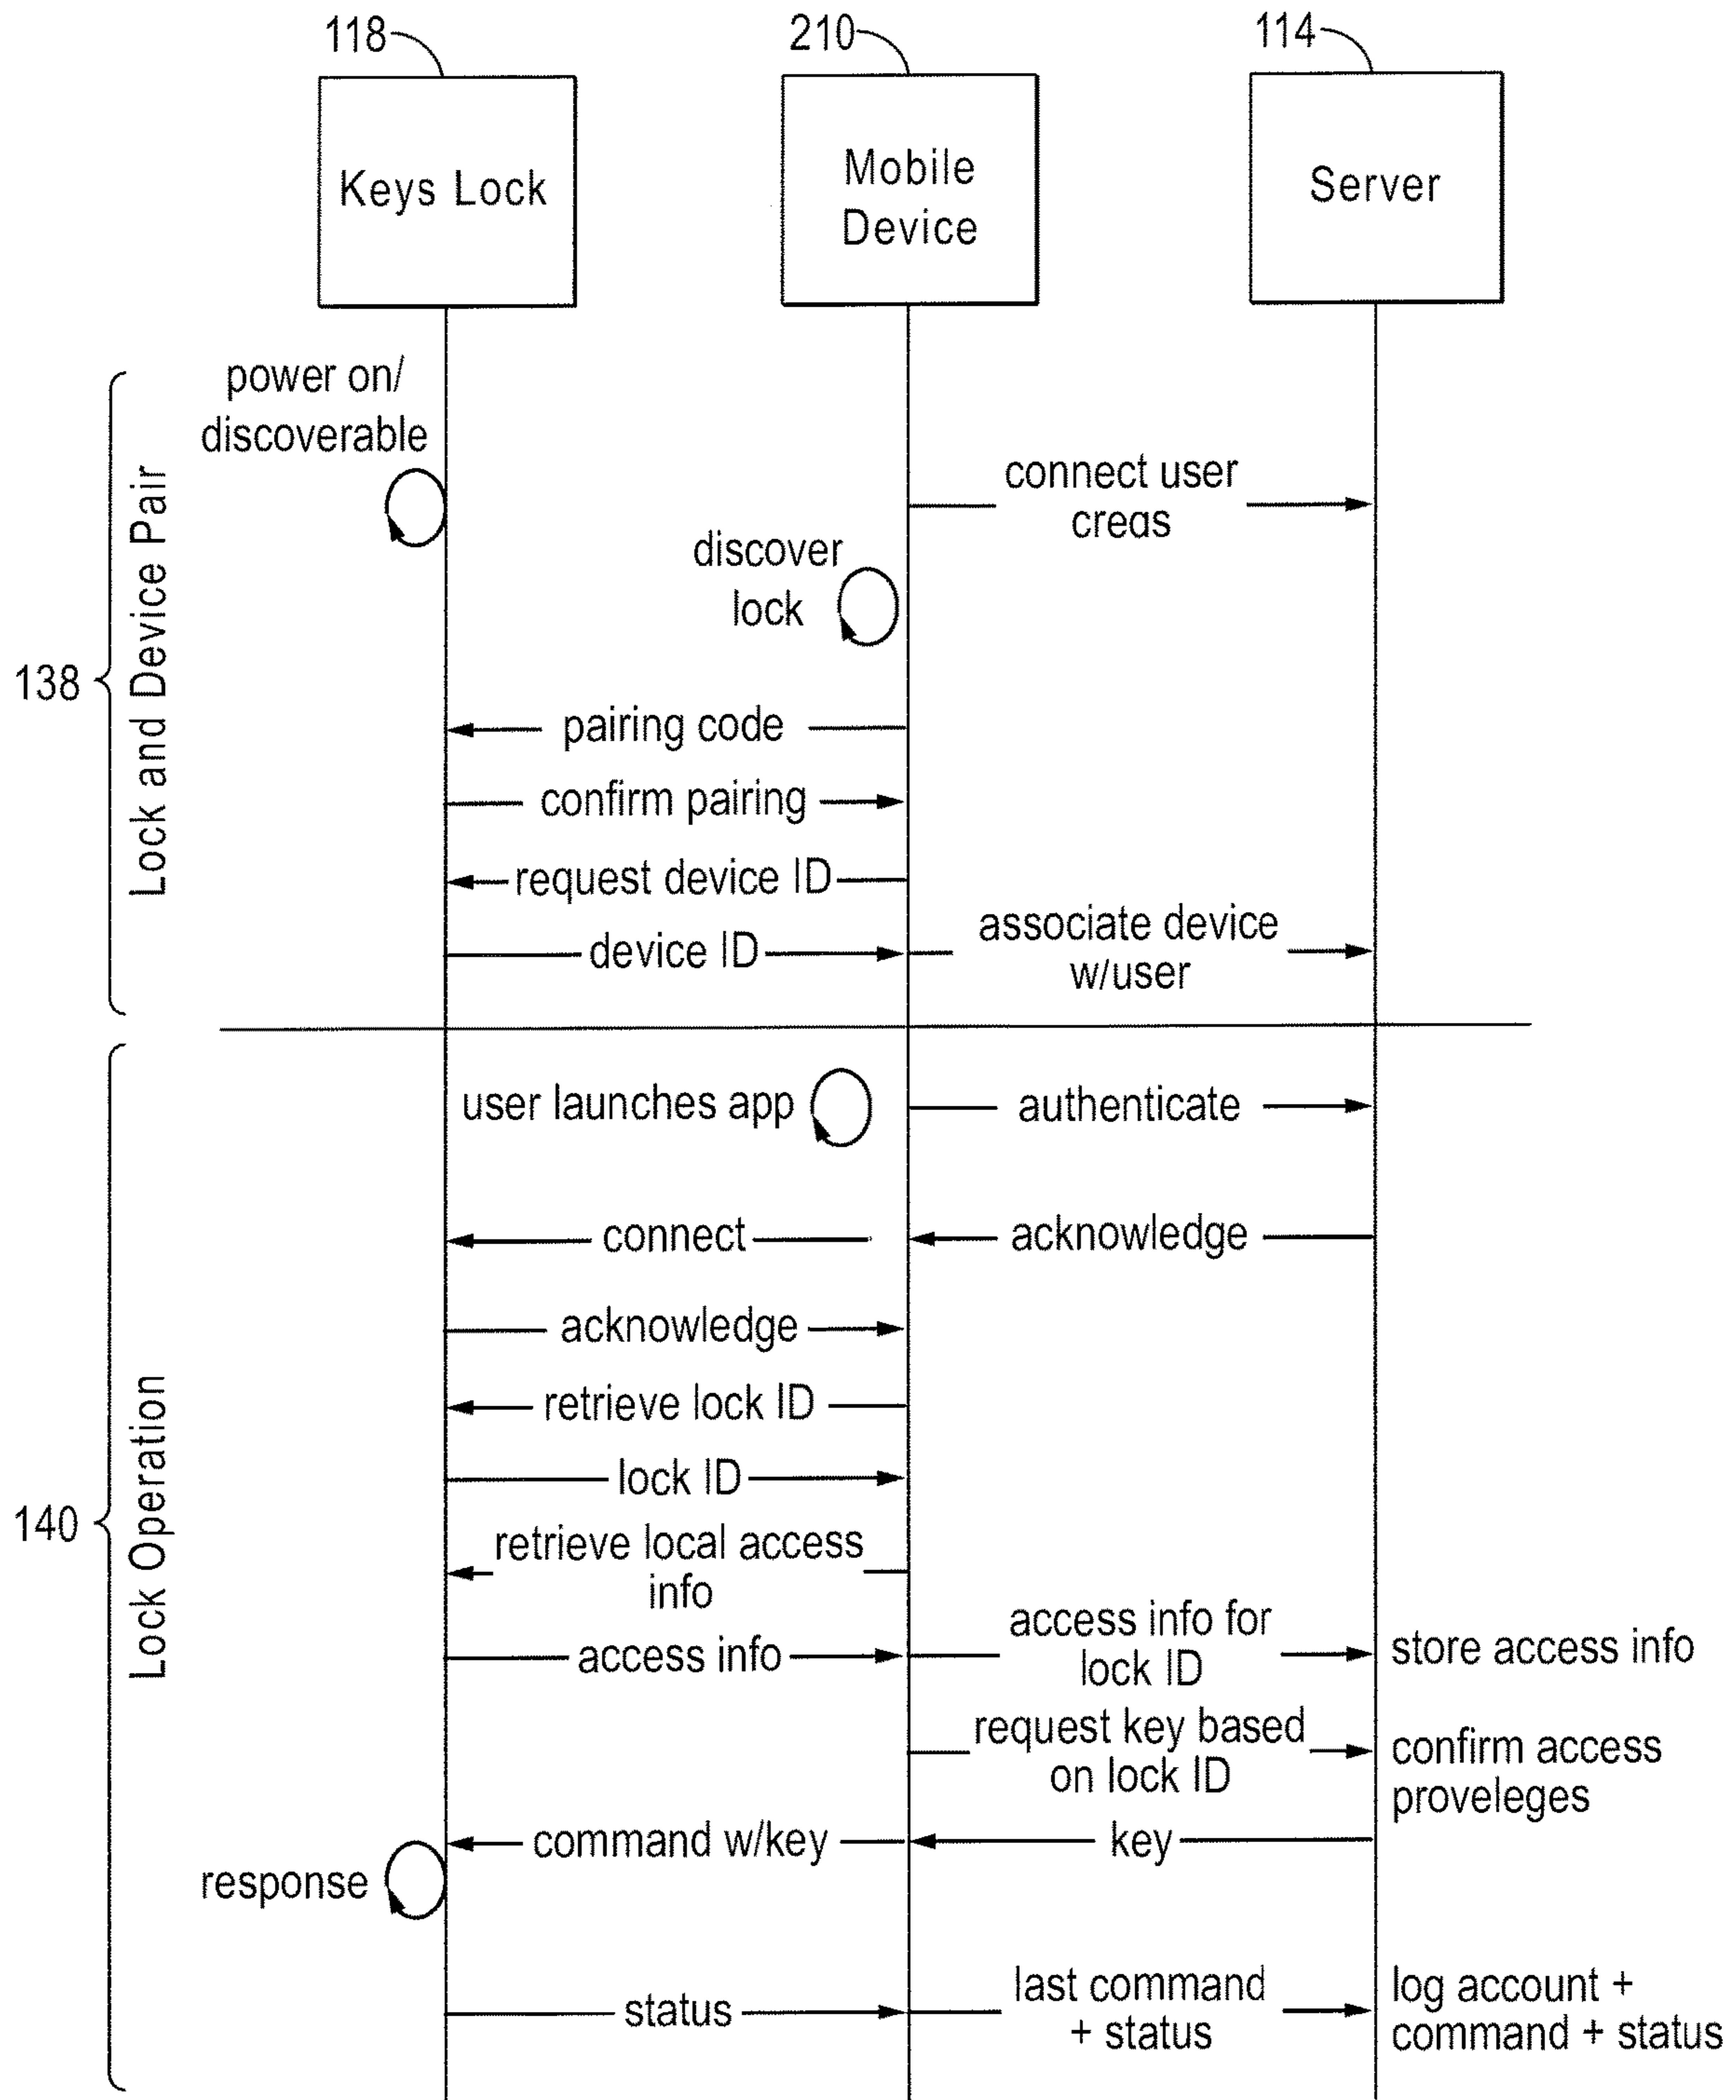 118
210
114
Keys Lock
Mobile
Device
Server
138
Lock and Device Pair
power on/
discoverable
connect user
creds
discover
lock
pairing code
confirm pairing
request device ID
device ID
associate device
w/user
140
Lock Operation
user launches app
authenticate
connect
acknowledge
acknowledge
retrieve lock ID
lock ID
retrieve local access
info
access info
access info for
lock ID
store access info
request key based
on lock ID
confirm access
proveleges
command w/key
key
response
status
last command
+ status
log account +
command + status